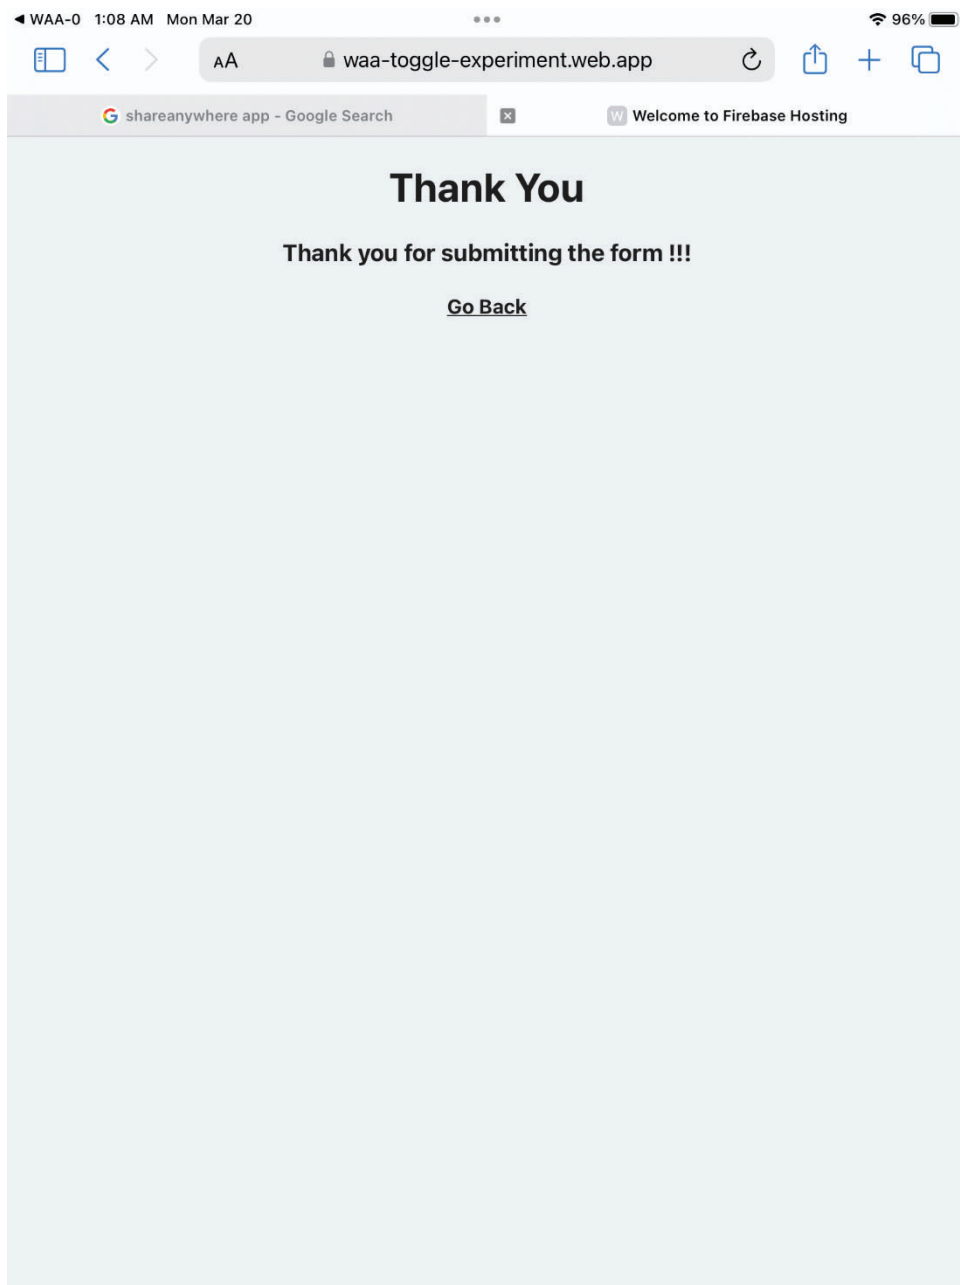 ◀ WAA-0 1:08 AM Mon Mar 20 96%
AA waa-toggle-experiment.web.app
shareanywhere app - Google Search W Welcome to Firebase Hosting
Thank You
Thank you for submitting the form !!!
Go Back